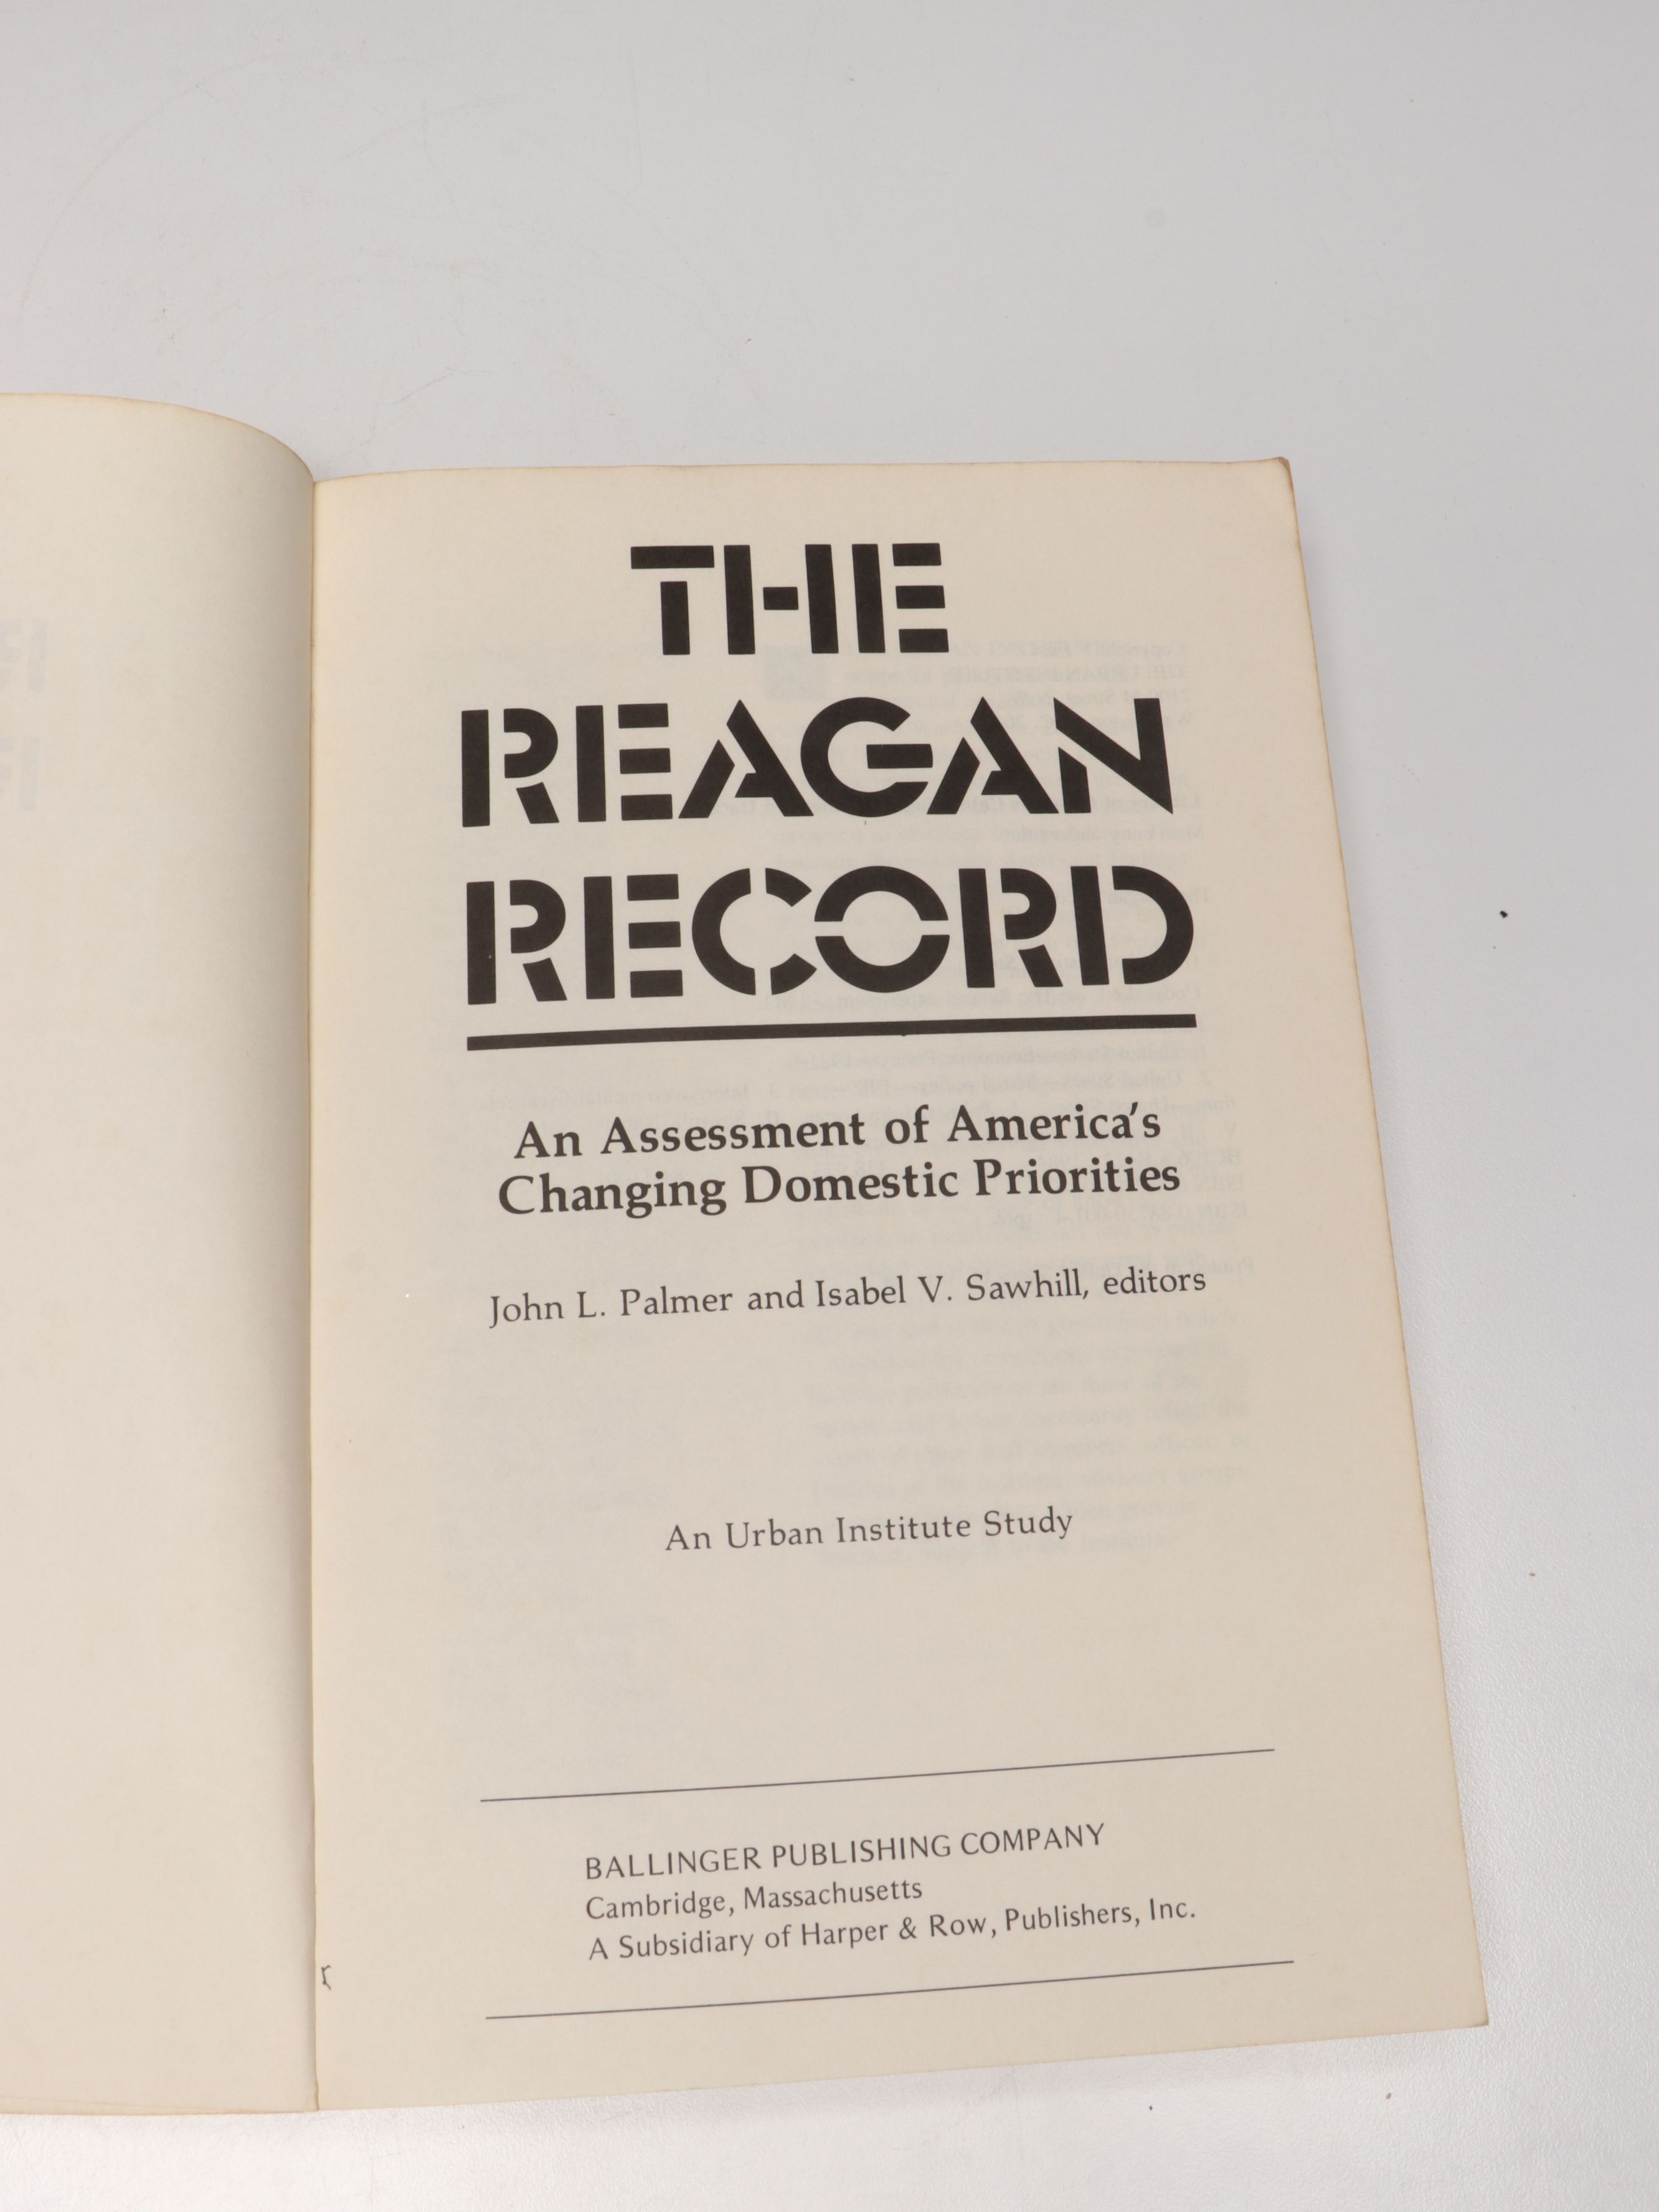 THE
REAGAN
RECORD
An Assessment of America's
Changing Domestic Priorities
John L. Palmer and Isabel V. Sawhill, editors
An Urban Institute Study
BALLINGER PUBLISHING COMPANY
Cambridge, Massachusetts
A Subsidiary of Harper & Row, Publishers, Inc.